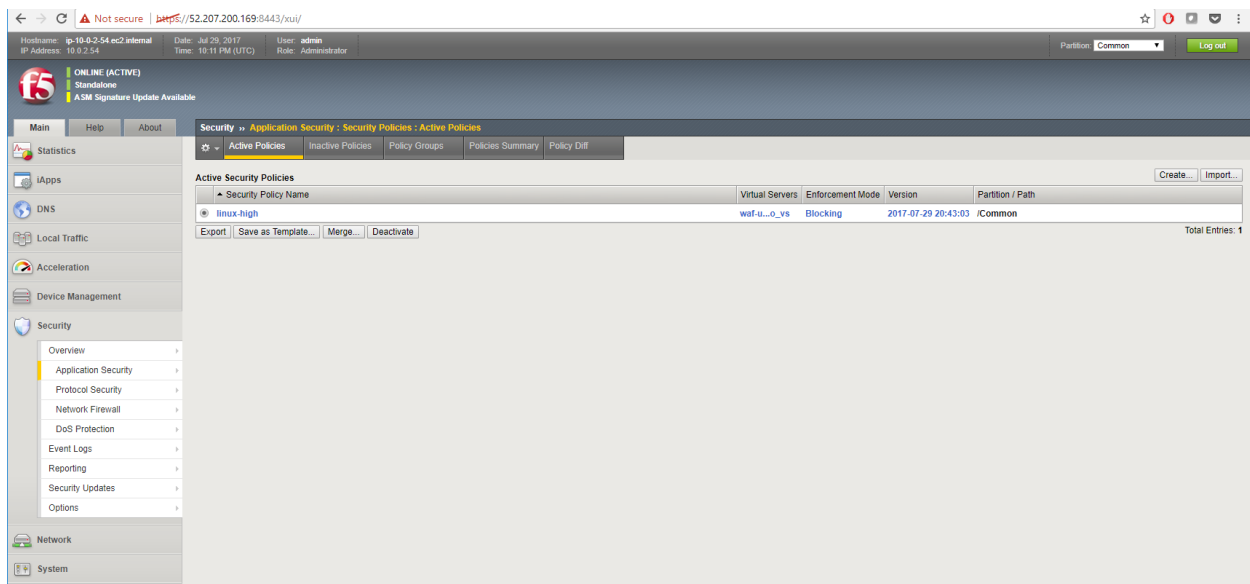 Not secure | https://52.207.200.169:8443/xui/
Hostname: ip-10-0-2-54.ec2.internal Date: Jul 29, 2017 User: admin
IP Address: 10.0.2.54 Time: 10:11 PM (UTC) Role: Administrator
Partition: Common Log out
f5
ONLINE (ACTIVE)
Standalone
ASM Signature Update Available
Main Help About
Security ›› Application Security : Security Policies : Active Policies
Active Policies Inactive Policies Policy Groups Policies Summary Policy Diff
Statistics
iApps
DNS
Local Traffic
Acceleration
Device Management
Security
Overview
Application Security
Protocol Security
Network Firewall
DoS Protection
Event Logs
Reporting
Security Updates
Options
Network
System
Active Security Policies Create... Import...
Security Policy Name Virtual Servers Enforcement Mode Version Partition / Path
linux-high waf-u...o_vs Blocking 2017-07-29 20:43:03 /Common
Export Save as Template... Merge... Deactivate Total Entries: 1